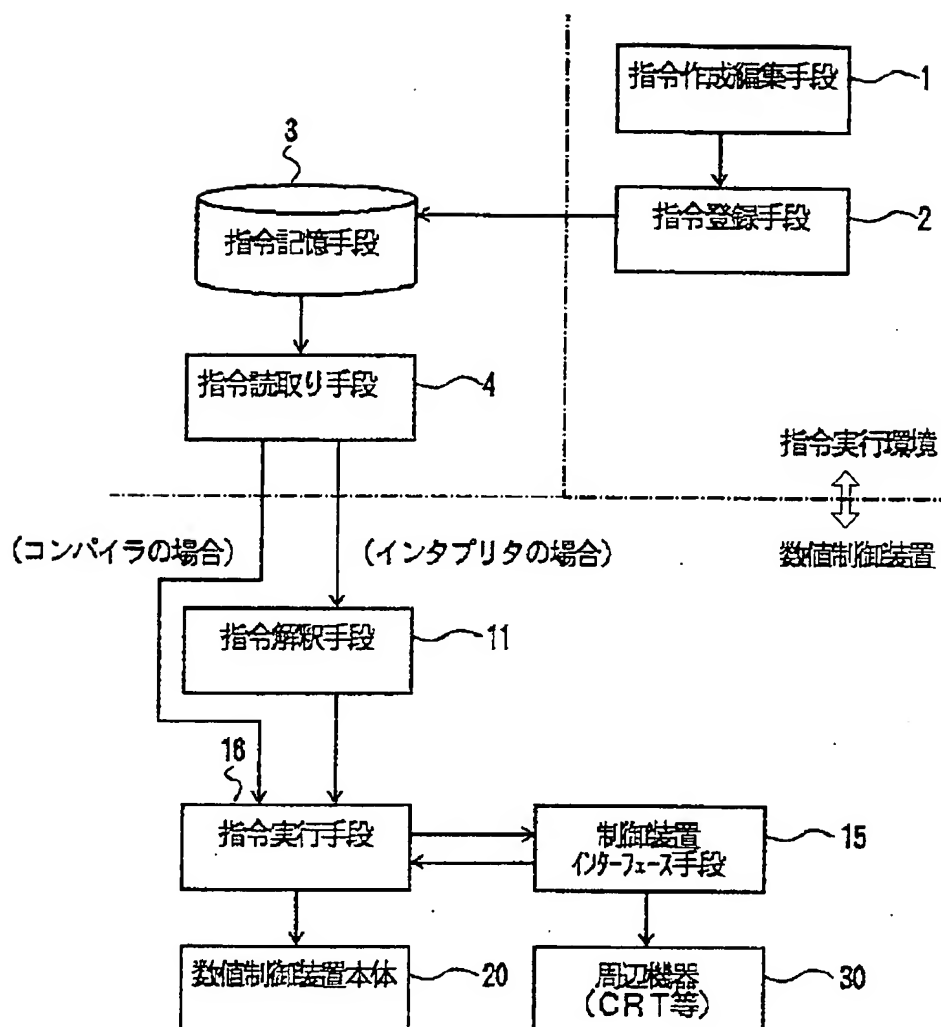 指令作成編集手段
1
3
指令登録手段
2
指令記憶手段
指令読取り手段
4
指令実行環境
(コンパイラの場合)
(インタプリタの場合)
数値制御装置
指令解釈手段
11
16
指令実行手段
制御装置
インターフェース手段
15
数値制御装置本体
20
周辺機器
(CRT等)
30